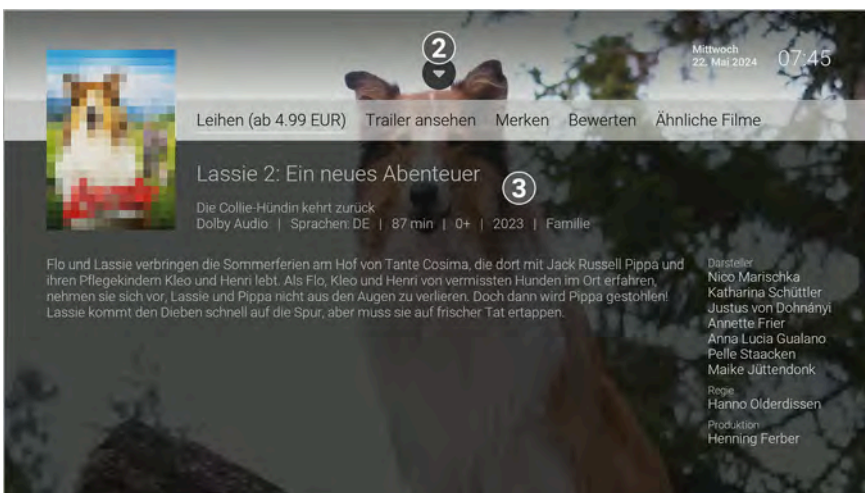 2
Mittwoch
22. Mai 2024
07:45
Leihen (ab 4.99 EUR) Trailer ansehen Merken Bewerten Ähnliche Filme
Lassie 2: Ein neues Abenteuer
3
Die Collie-Hündin kehrt zurück
Dolby Audio | Sprachen: DE | 87 min | 0+ | 2023 | Familie
Flo und Lassie verbringen die Sommerferien am Hof von Tante Cosima, die dort mit Jack Russell Pippa und
ihren Pflegekindern Kleo und Henri lebt. Als Flo, Kleo und Henri von vermissten Hunden im Ort erfahren,
nehmen sie sich vor, Lassie und Pippa nicht aus den Augen zu verlieren. Doch dann wird Pippa gestohlen!
Lassie kommt den Dieben schnell auf die Spur, aber muss sie auf frischer Tat ertappen.
Darsteller
Nico Marischka
Katharina Schüttler
Justus von Dohnányi
Annette Frier
Anna Lucia Gualano
Pelle Staacken
Maike Jüttendonk
Regie
Hanno Olderdissen
Produktion
Henning Ferber